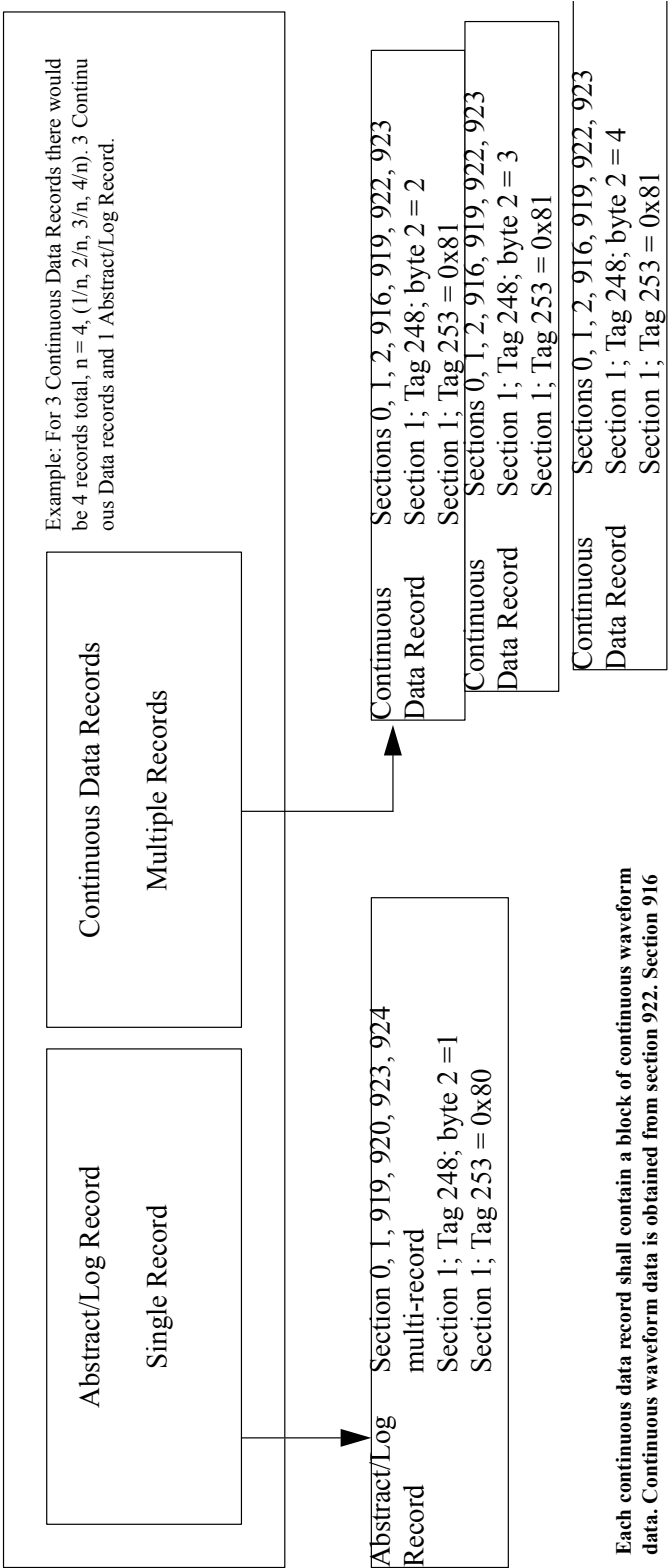 Abstract/Log Record
Single Record
Continuous Data Records
Multiple Records
Example: For 3 Continuous Data Records there would
be 4 records total, n = 4, (1/n, 2/n, 3/n, 4/n). 3 Continu
ous Data records and 1 Abstract/Log Record.
Abstract/Log
Record
Section 0, 1, 919, 920, 923, 924
multi-record
Section 1; Tag 248; byte 2 =1
Section 1; Tag 253 = 0x80
Continuous
Data Record
Sections 0, 1, 2, 916, 919, 922, 923
Section 1; Tag 248; byte 2 = 2
Section 1; Tag 253 = 0x81
Continuous
Data Record
Sections 0, 1, 2, 916, 919, 922, 923
Section 1; Tag 248; byte 2 = 3
Section 1; Tag 253 = 0x81
Continuous
Data Record
Sections 0, 1, 2, 916, 919, 922, 923
Section 1; Tag 248; byte 2 = 4
Section 1; Tag 253 = 0x81
Each continuous data record shall contain a block of continuous waveform
data. Continuous waveform data is obtained from section 922. Section 916